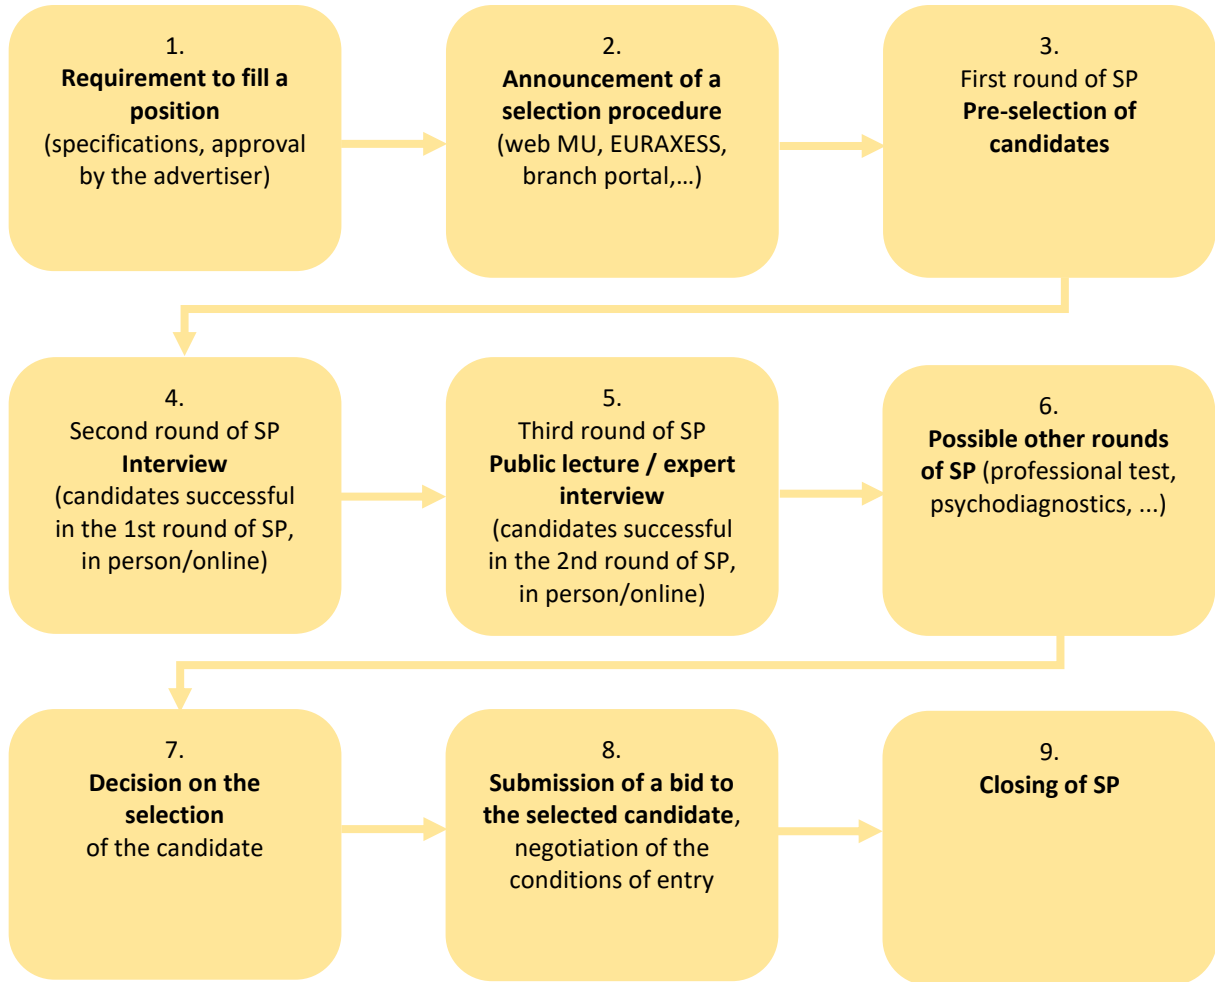 1.
Requirement to fill a
position
(specifications, approval
by the advertiser)
2.
Announcement of a
selection procedure
(web MU, EURAXESS,
branch portal,…)
3.
First round of SP
Pre-selection of
candidates
4.
Second round of SP
Interview
(candidates successful
in the 1st round of SP,
in person/online)
5.
Third round of SP
Public lecture / expert
interview
(candidates successful
in the 2nd round of SP,
in person/online)
6.
Possible other rounds
of SP (professional test,
psychodiagnostics, ...)
7.
Decision on the
selection
of the candidate
8.
Submission of a bid to
the selected candidate,
negotiation of the
conditions of entry
9.
Closing of SP